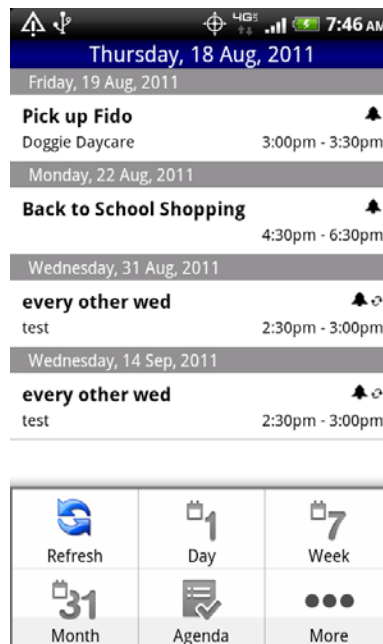 4G 7:46 AM
Thursday, 18 Aug, 2011
Friday, 19 Aug, 2011
Pick up Fido
Doggie Daycare 3:00pm - 3:30pm
Monday, 22 Aug, 2011
Back to School Shopping
4:30pm - 6:30pm
Wednesday, 31 Aug, 2011
every other wed
test 2:30pm - 3:00pm
Wednesday, 14 Sep, 2011
every other wed
test 2:30pm - 3:00pm
1 7
Refresh Day Week
31
Month Agenda More